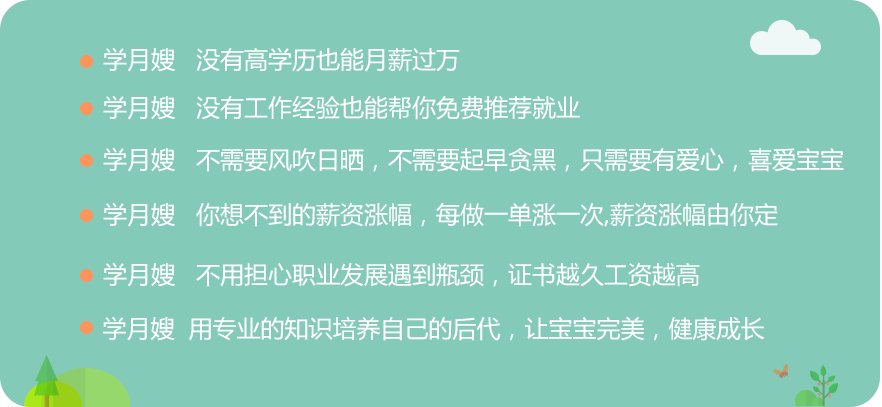 学月嫂 没有高学历也能月薪过万
学月嫂 没有工作经验也能帮你免费推荐就业
学月嫂 不需要风吹日晒，不需要起早贪黑，只需要有爱心，喜爱宝宝
学月嫂 你想不到的薪资涨幅，每做一单涨一次,薪资涨幅由你定
学月嫂 不用担心职业发展遇到瓶颈，证书越久工资越高
学月嫂 用专业的知识培养自己的后代，让宝宝完美，健康成长